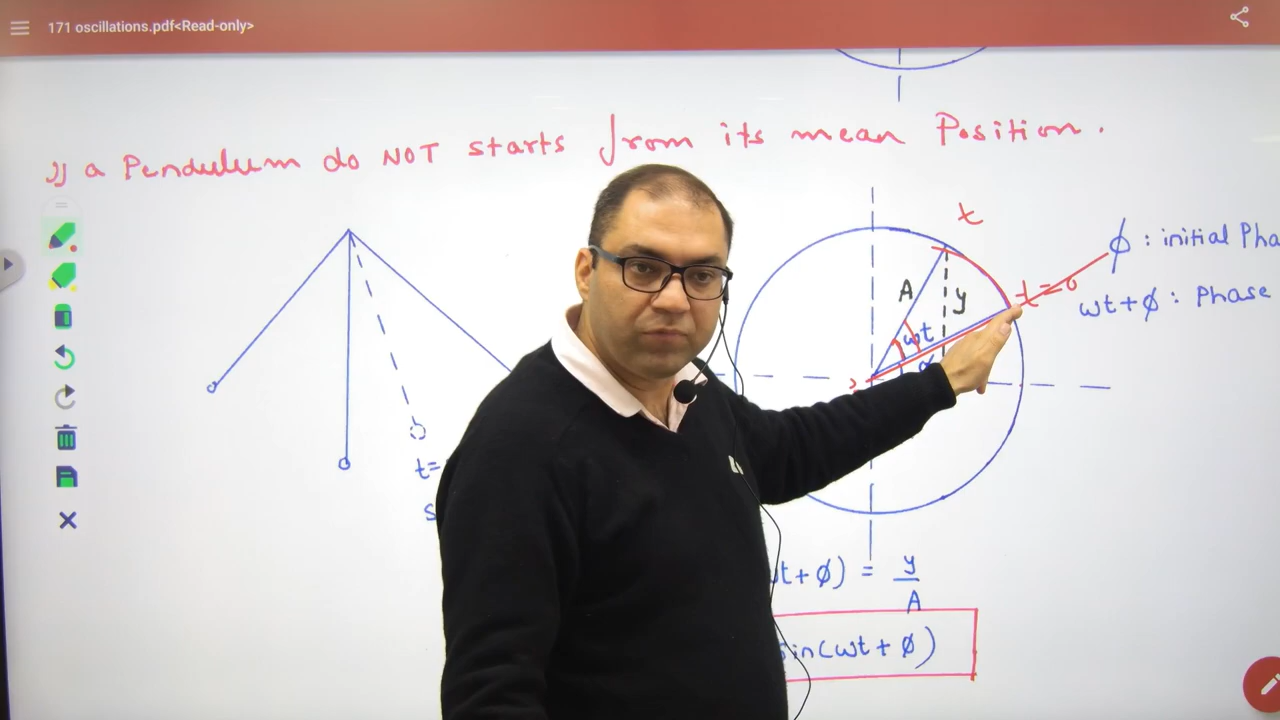 171 oscillations.pdf<Read-only>
a Pendulum do NOT starts from its mean Position.
t
ϕ : initial Pha
A
y
t=0
ωt+ϕ : Phase
ωt
t=
S
t+ϕ) = y/A
sin(ωt+ϕ)